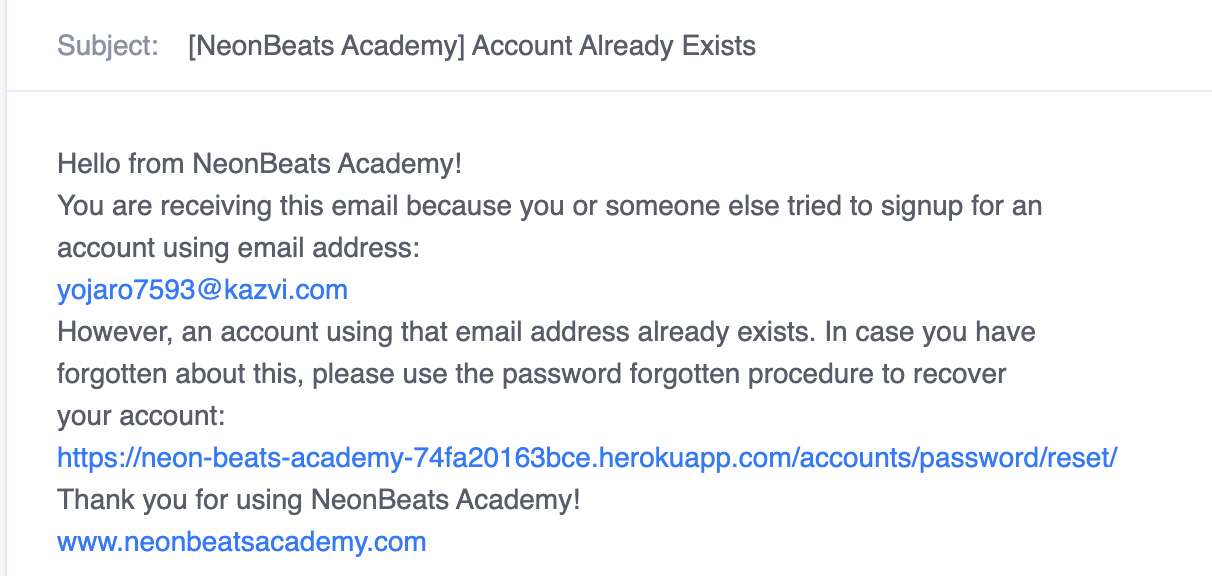 Subject: [NeonBeats Academy] Account Already Exists
Hello from NeonBeats Academy!
You are receiving this email because you or someone else tried to signup for an
account using email address:
yojaro7593@kazvi.com
However, an account using that email address already exists. In case you have
forgotten about this, please use the password forgotten procedure to recover
your account:
https://neon-beats-academy-74fa20163bce.herokuapp.com/accounts/password/reset/
Thank you for using NeonBeats Academy!
www.neonbeatsacademy.com